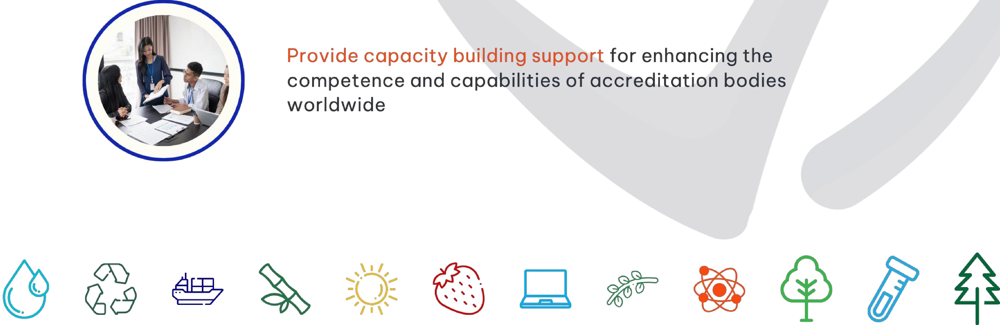 Provide capacity building support for enhancing the
competence and capabilities of accreditation bodies
worldwide